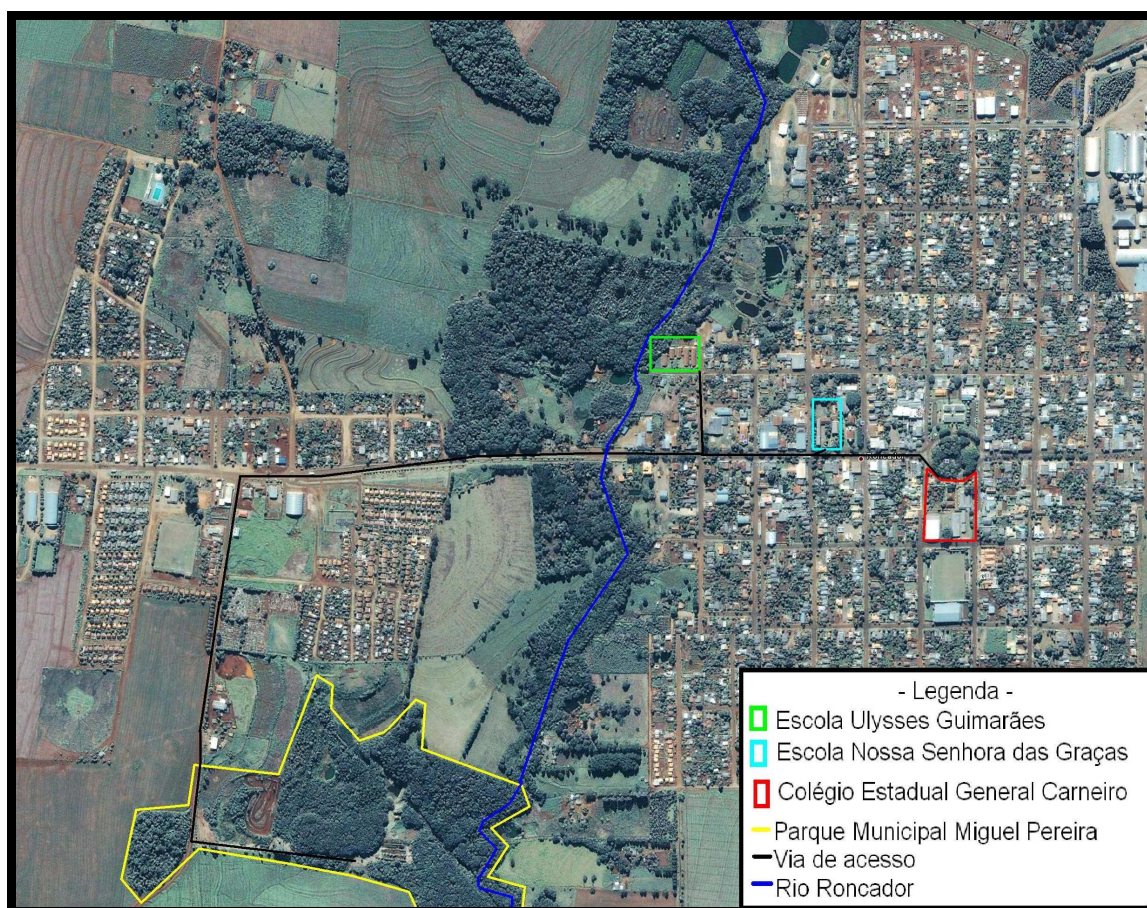 Roncador
- Legenda -
Escola Ulysses Guimarães
Escola Nossa Senhora das Graças
Colégio Estadual General Carneiro
Parque Municipal Miguel Pereira
Via de acesso
Rio Roncador